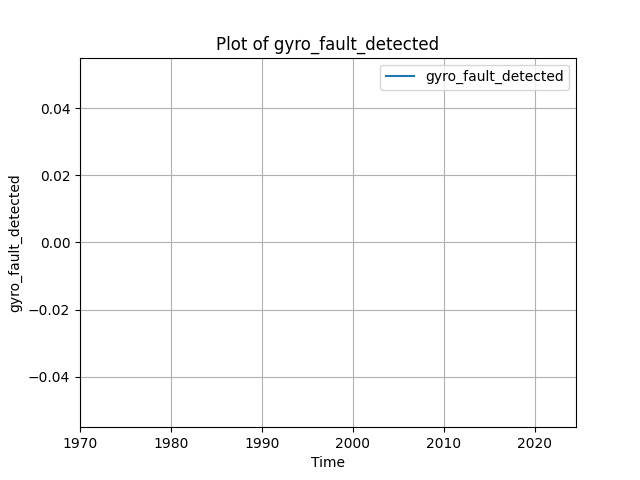 Plot of gyro_fault_detected
gyro_fault_detected
0.04
0.02
0.00
−0.02
−0.04
gyro_fault_detected
1970 1980 1990 2000 2010 2020
Time